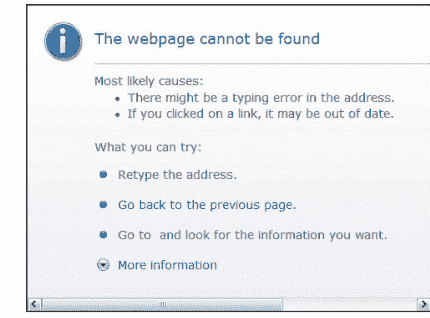 The webpage cannot be found
Most likely causes:
• There might be a typing error in the address.
• If you clicked on a link, it may be out of date.
What you can try:
Retype the address.
Go back to the previous page.
Go to  and look for the information you want.
More information